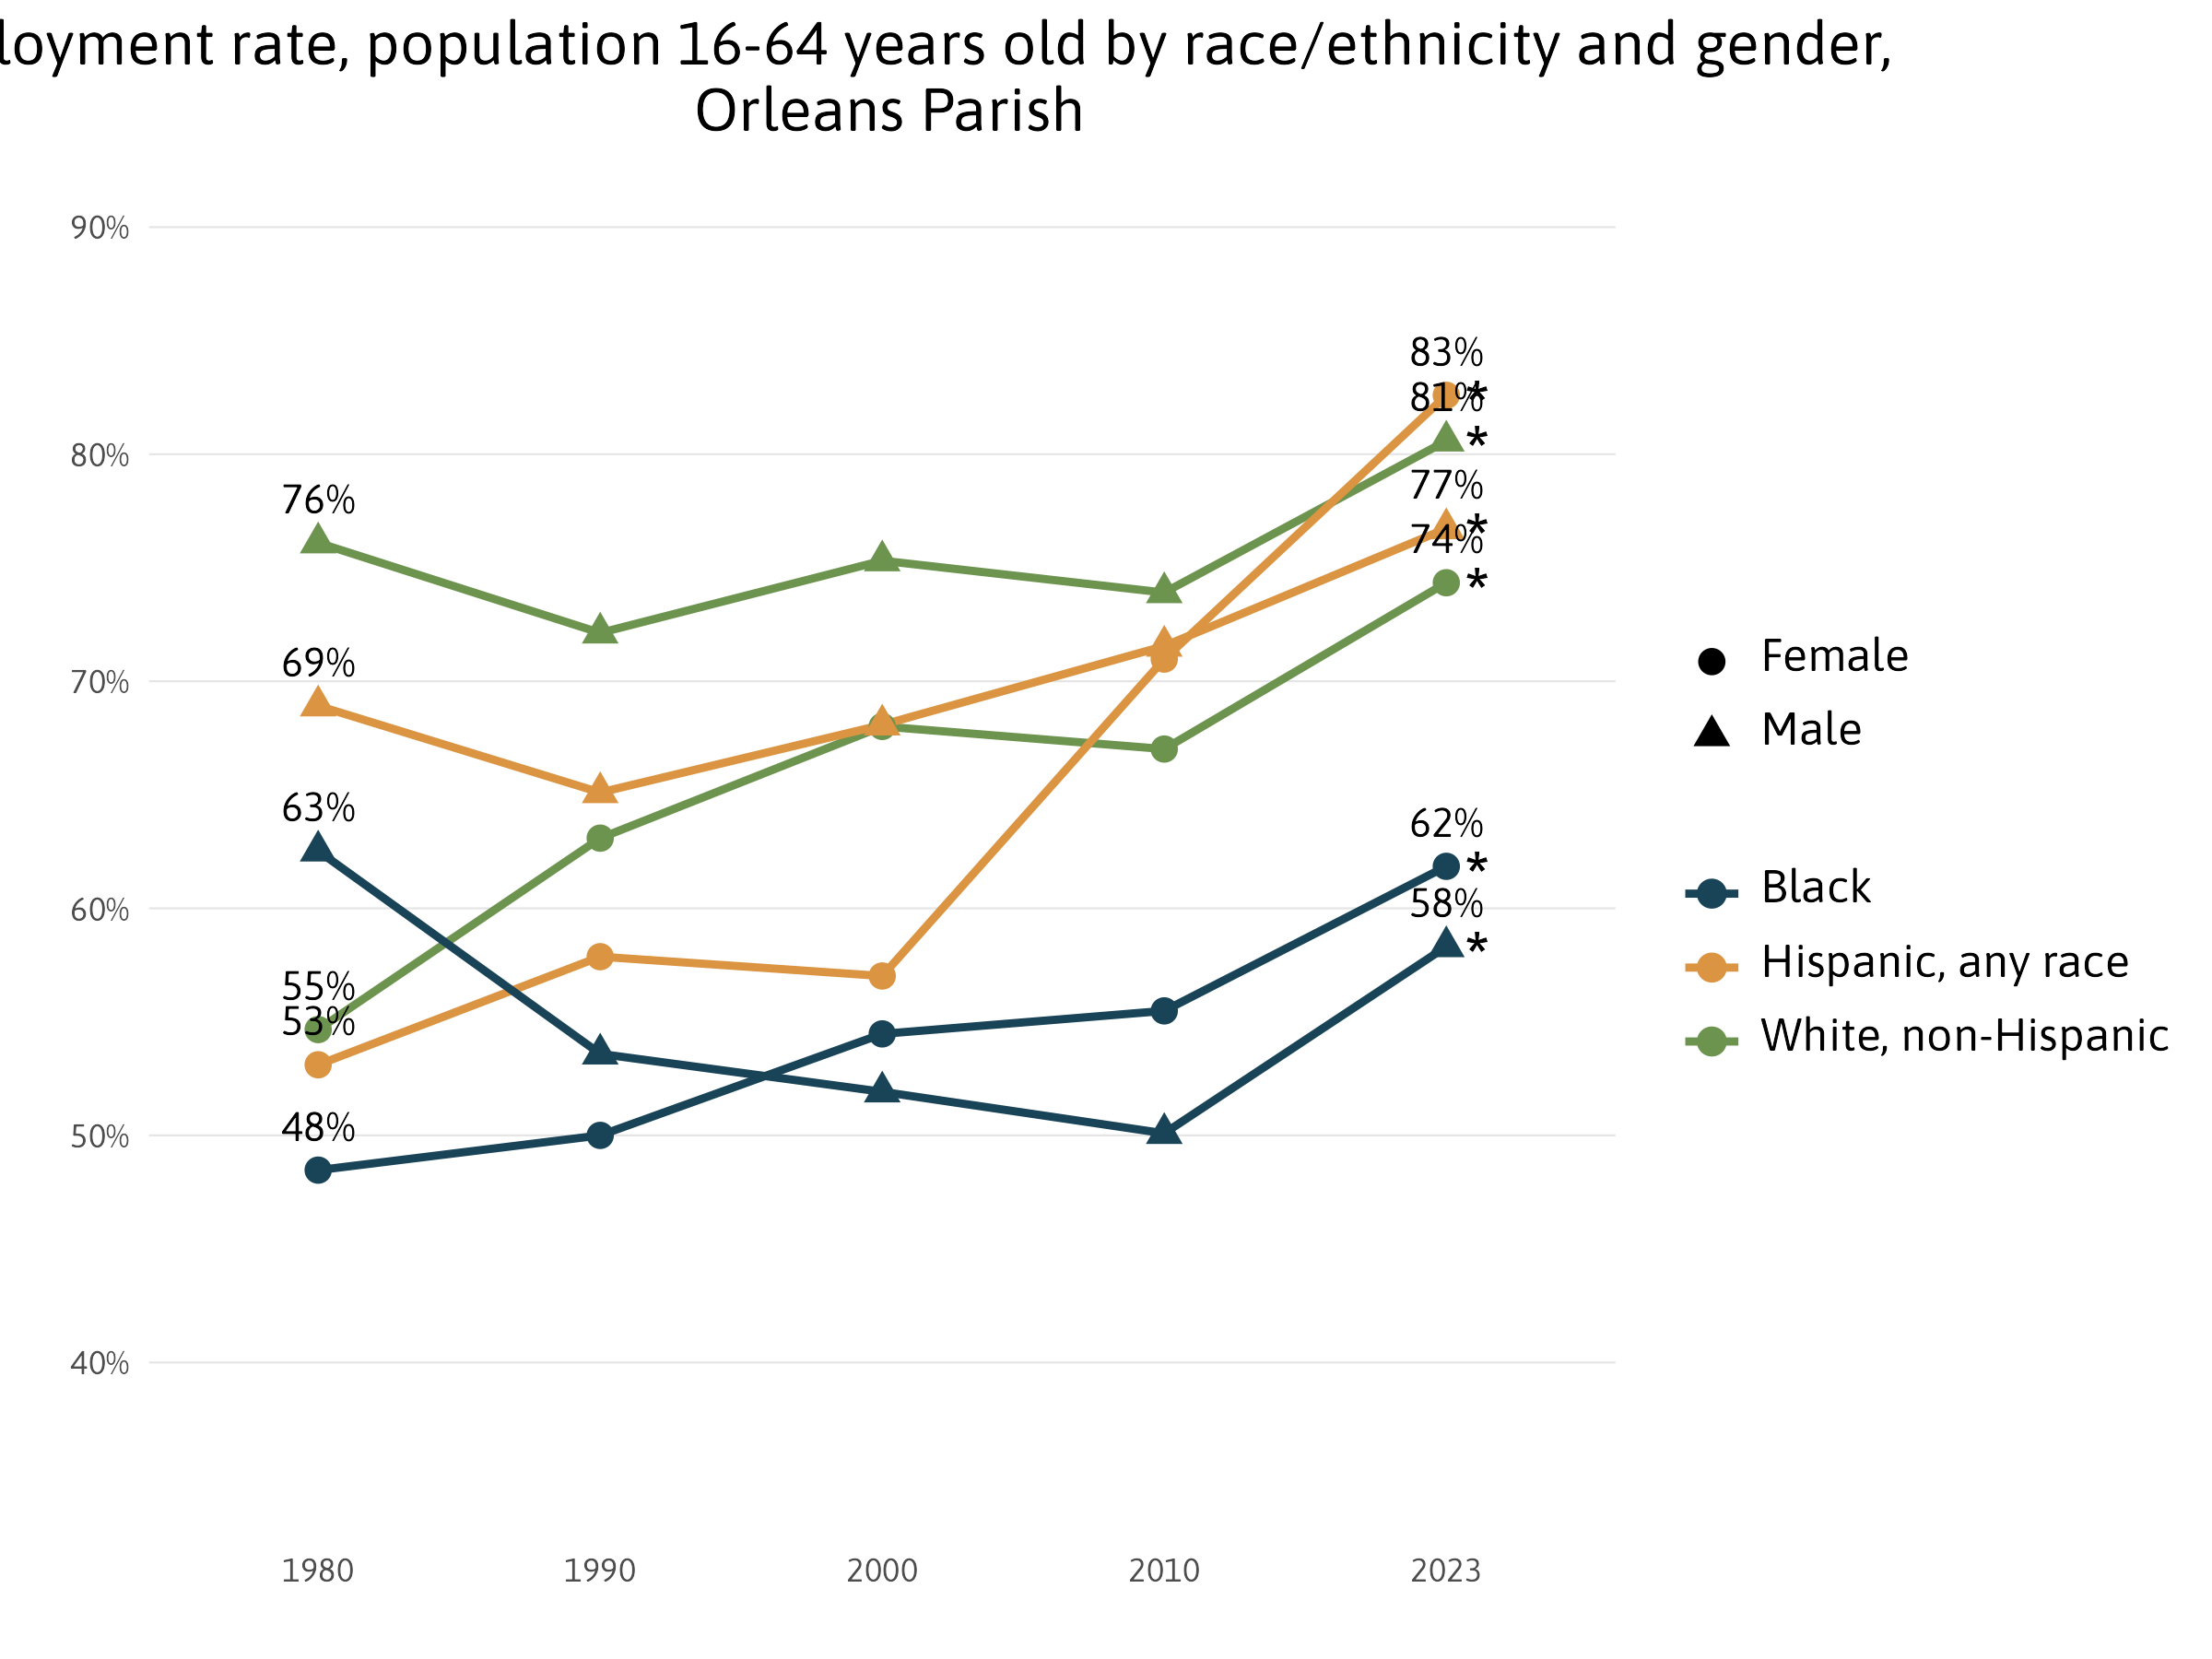 loyment rate, population 16-64 years old by race/ethnicity and gender,
Orleans Parish
90%
80%
70%
60%
50%
40%
76%
69%
63%
55%
53%
48%
83%
81%*
*
77%
*
74%
*
62%
*
58%
*
1980 1990 2000 2010 2023
Female
Male
Black
Hispanic, any race
White, non-Hispanic